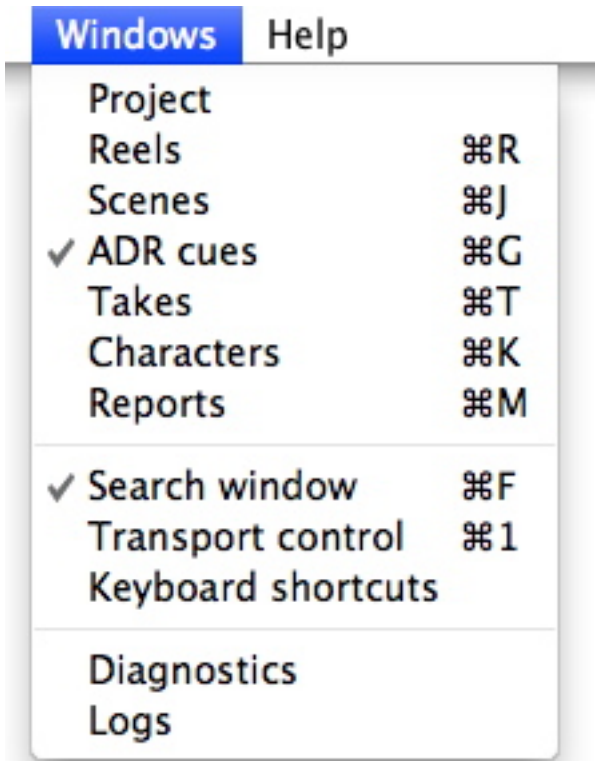 Windows Help
Project
Reels ⌘R
Scenes ⌘J
✓ ADR cues ⌘G
Takes ⌘T
Characters ⌘K
Reports ⌘M
✓ Search window ⌘F
Transport control ⌘1
Keyboard shortcuts
Diagnostics
Logs